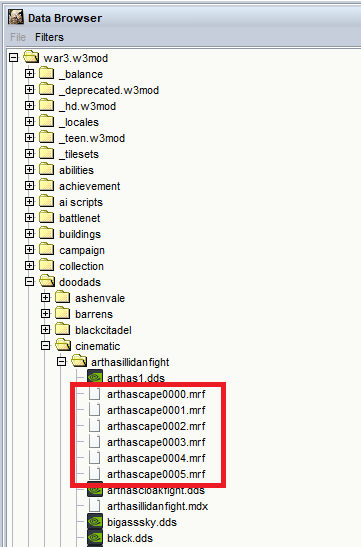 Data Browser
File Filters
war3.w3mod
_balance
_deprecated.w3mod
_hd.w3mod
_locales
_teen.w3mod
_tilesets
abilities
achievement
ai scripts
battlenet
buildings
campaign
collection
doodads
ashenvale
barrens
blackcitadel
cinematic
arthasillidanfight
arthas1.dds
arthascape0000.mrf
arthascape0001.mrf
arthascape0002.mrf
arthascape0003.mrf
arthascape0004.mrf
arthascape0005.mrf
arthascloakfight.dds
arthasillidanfight.mdx
bigasssky.dds
black.dds